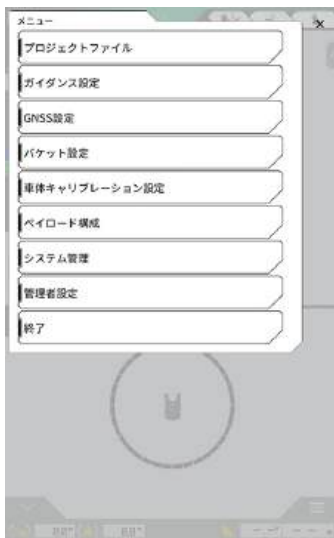 メニュー
×
プロジェクトファイル
ガイダンス設定
GNSS設定
バケット設定
車体キャリブレーション設定
ペイロード構成
システム管理
管理者設定
終了